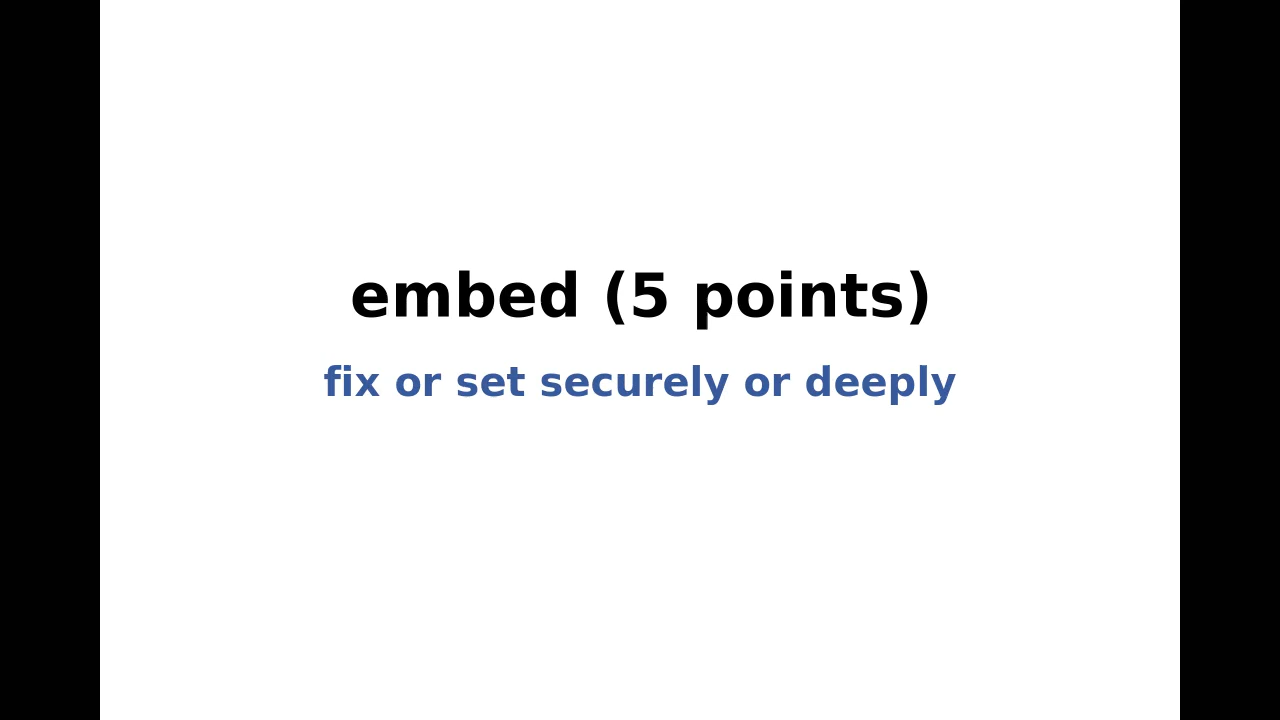 embed (5 points)
fix or set securely or deeply